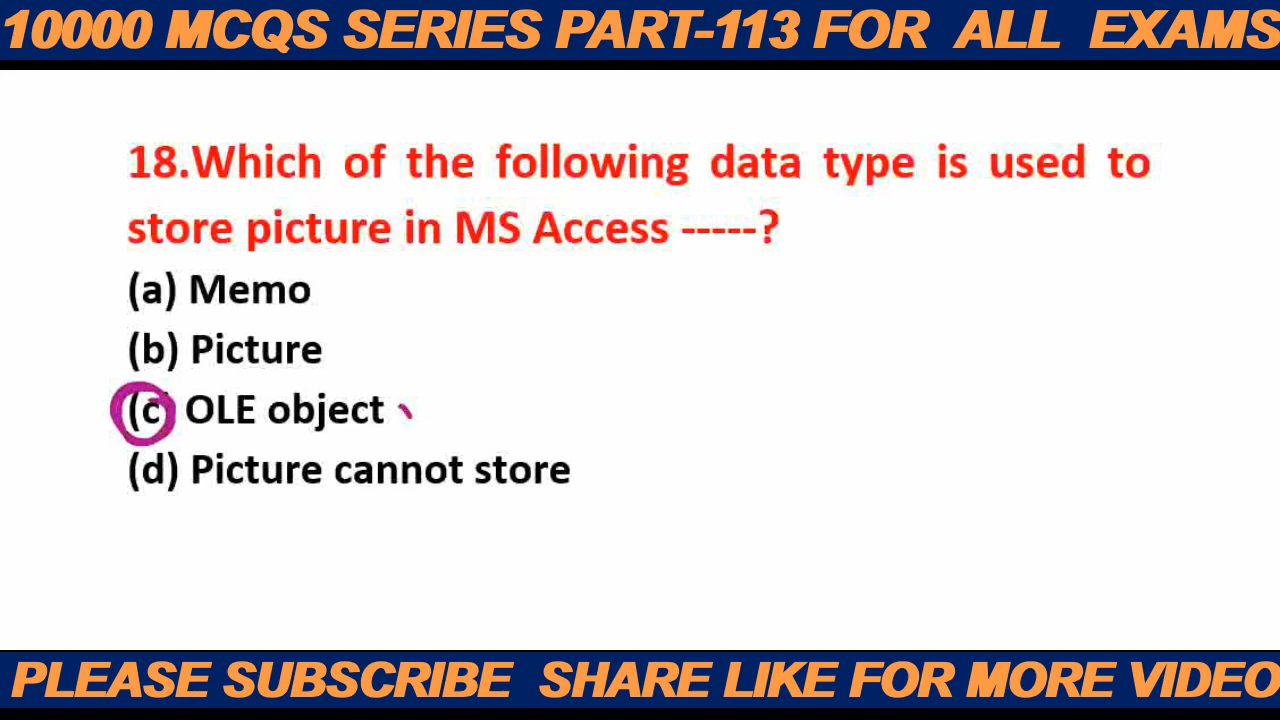 10000 MCQS SERIES PART-113 FOR ALL EXAMS
18.Which of the following data type is used to
store picture in MS Access -----?
(a) Memo
(b) Picture
(c) OLE object
(d) Picture cannot store
PLEASE SUBSCRIBE SHARE LIKE FOR MORE VIDEO